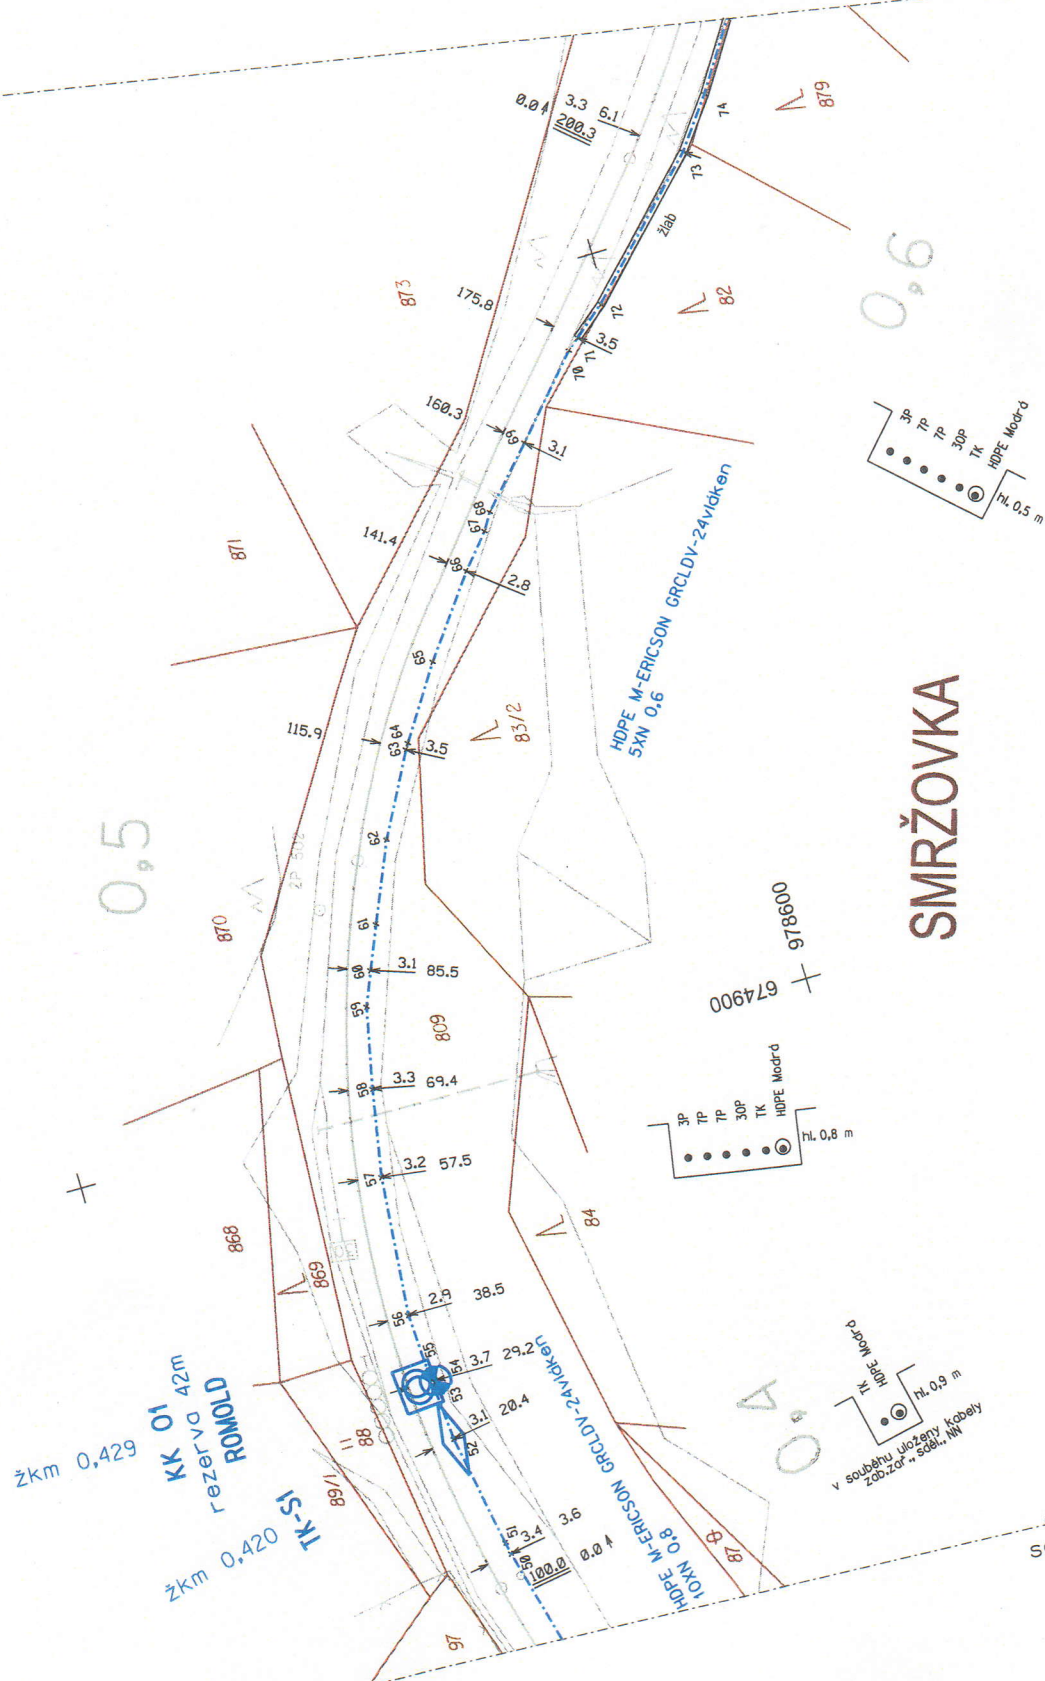 0.0 3.3 6.1
200.3
879
74
73
žlab
873
175.8
82
72
3.5
71
70
0,6
160.3
69
3.1
3P
7P
7P
30P
TK
HDPE Modrá
hl. 0,5 m
871
141.4
68
67
66
2.8
65
HDPE M-ERICSON GRCLDV-24vláken
5XN 0.6
115.9
64
63
3.5
83/2
0,5
2P 502
62
61
870
60
3.1 85.5
59
809
58
3.3 69.4
57
3.2 57.5
SMRŽOVKA
978600
674900
3P
7P
7P
30P
TK
HDPE Modrá
hl. 0,8 m
84
868
869
56
2.9 38.5
55
54
53
3.7 29.2
52
3.1 20.4
51
50
3.4 3.6
100.0 0.0
88
89/1
97
87
žkm 0,429
KK 01
rezerva 42m
ROMOLD
žkm 0,420
TK-S1
HDPE M-ERICSON GRCLDV-24vláken
10XN 0.8
0,4
TK
HDPE Modrá
hl. 0,9 m
v souběhu uloženy kabely
zab.zař., sděl., NN